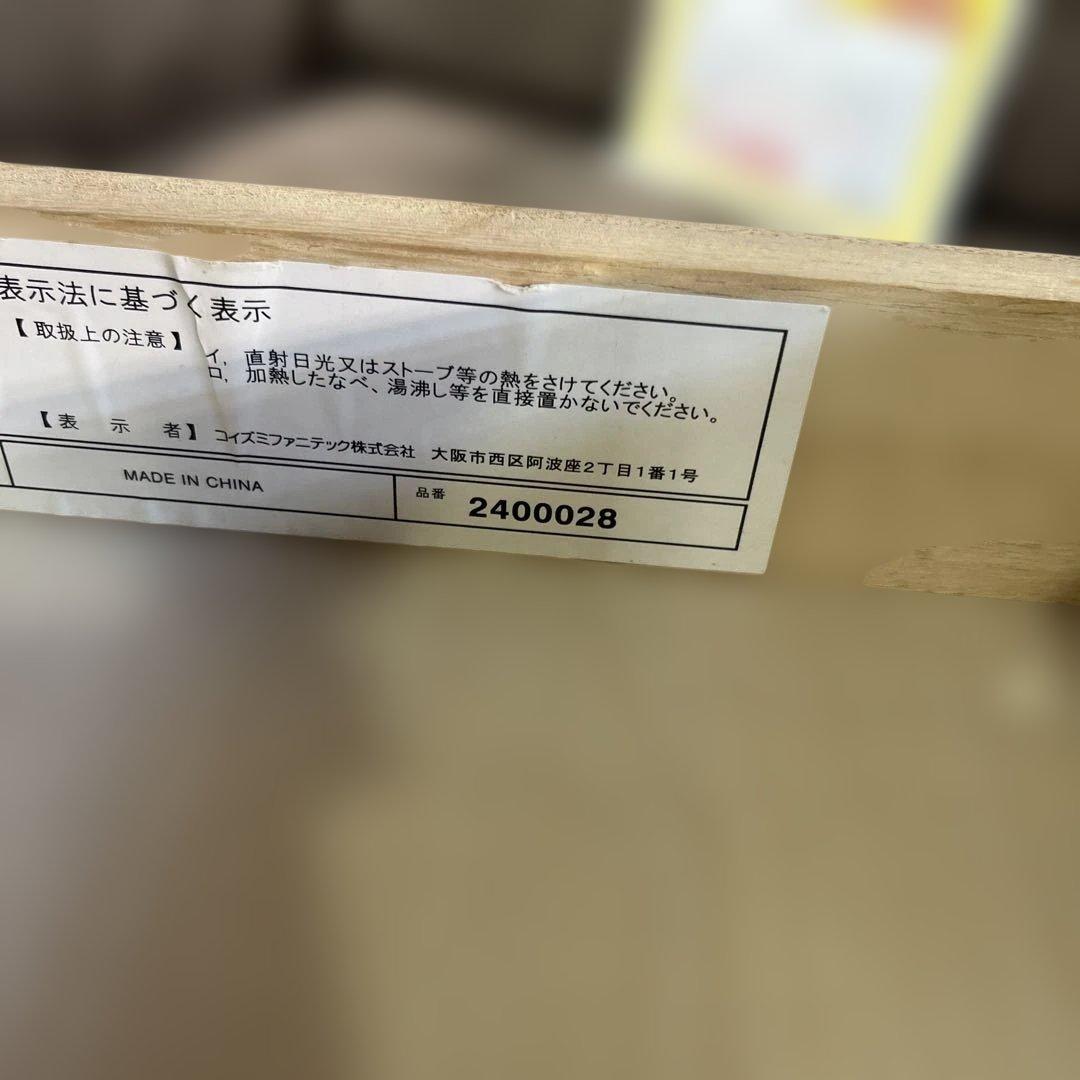 表示法に基づく表示
【取扱上の注意】
イ, 直射日光又はストーブ等の熱をさけてください。
ロ, 加熱したなべ、湯沸し等を直接置かないでください。
【表 示 者】 コイズミファニテック株式会社 大阪市西区阿波座2丁目1番1号
MADE IN CHINA
品番 2400028